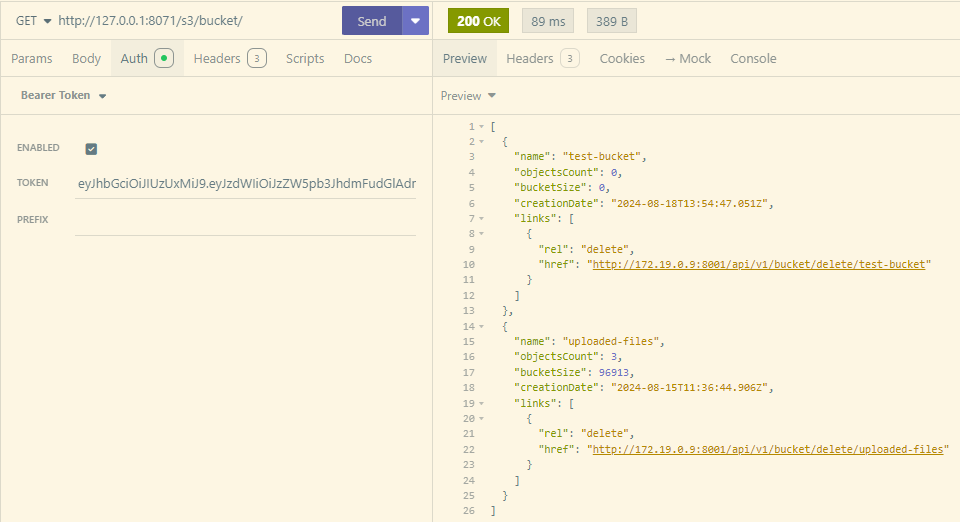 GET http://127.0.0.1:8071/s3/bucket/ Send
200 OK 89 ms 389 B
Params Body Auth Headers 3 Scripts Docs
Preview Headers 3 Cookies → Mock Console
Bearer Token
Preview
ENABLED
TOKEN eyJhbGciOiJIUzUxMiJ9.eyJzdWIiOiJzZW5pb3JhdmFudGlAdr
PREFIX
1 [
2 {
3 "name": "test-bucket",
4 "objectsCount": 0,
5 "bucketSize": 0,
6 "creationDate": "2024-08-18T13:54:47.051Z",
7 "links": [
8 {
9 "rel": "delete",
10 "href": "http://172.19.0.9:8001/api/v1/bucket/delete/test-bucket"
11 }
12 ]
13 },
14 {
15 "name": "uploaded-files",
16 "objectsCount": 3,
17 "bucketSize": 96913,
18 "creationDate": "2024-08-15T11:36:44.906Z",
19 "links": [
20 {
21 "rel": "delete",
22 "href": "http://172.19.0.9:8001/api/v1/bucket/delete/uploaded-files"
23 }
24 ]
25 }
26 ]